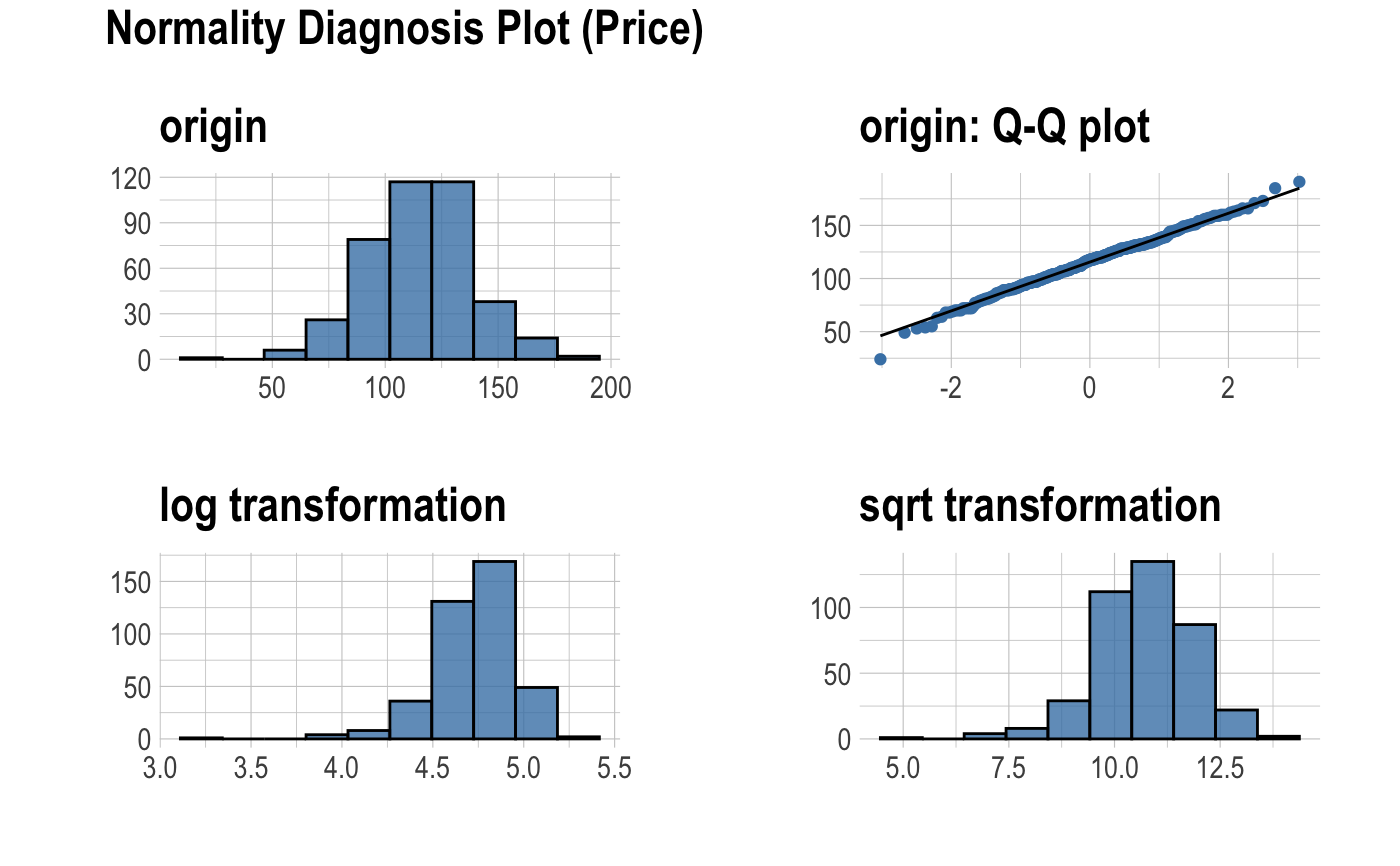 Normality Diagnosis Plot (Price)
origin
120
90
60
30
0
50 100 150 200
origin: Q-Q plot
150
100
50
-2 0 2
log transformation
150
100
50
0
3.0 3.5 4.0 4.5 5.0 5.5
sqrt transformation
100
50
0
5.0 7.5 10.0 12.5